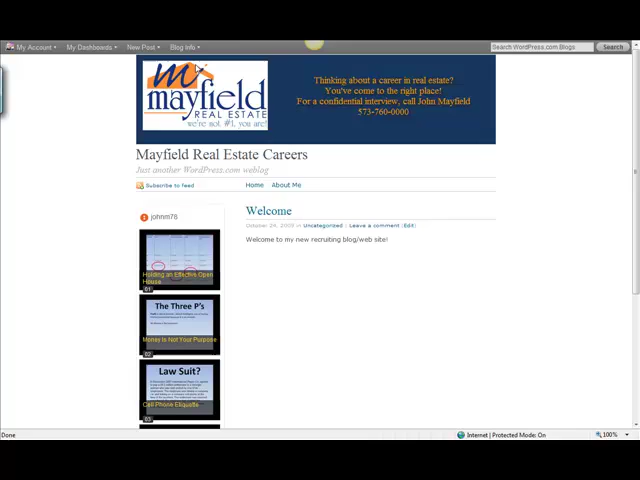 My Account My Dashboards New Post Blog Info Search WordPress.com Blogs Search
m
mayfield
REAL ESTATE
we're not #1, you are!
Thinking about a career in real estate?
You've come to the right place!
For a confidential interview, call John Mayfield
573-760-0000
Mayfield Real Estate Careers
Just another WordPress.com weblog
Subscribe to feed Home About Me
johnm78
Welcome
in Uncategorized | Leave a comment (Edit)
Welcome to my new recruiting blog/web site!
Holding an Effective Open
House
01
The Three P's
Money Is Not Your Purpose
02
Law Suit?
Cell Phone Etiquette
03
Done Internet | Protected Mode: On 100%